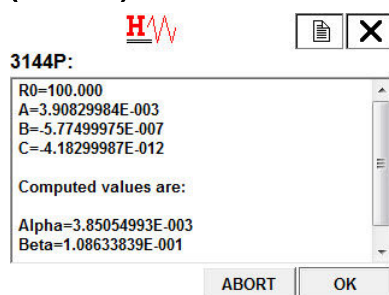 H
3144P:
R0=100.000
A=3.90829984E-003
B=-5.77499975E-007
C=-4.18299987E-012
Computed values are:
Alpha=3.85054993E-003
Beta=1.08633839E-001
ABORT
OK